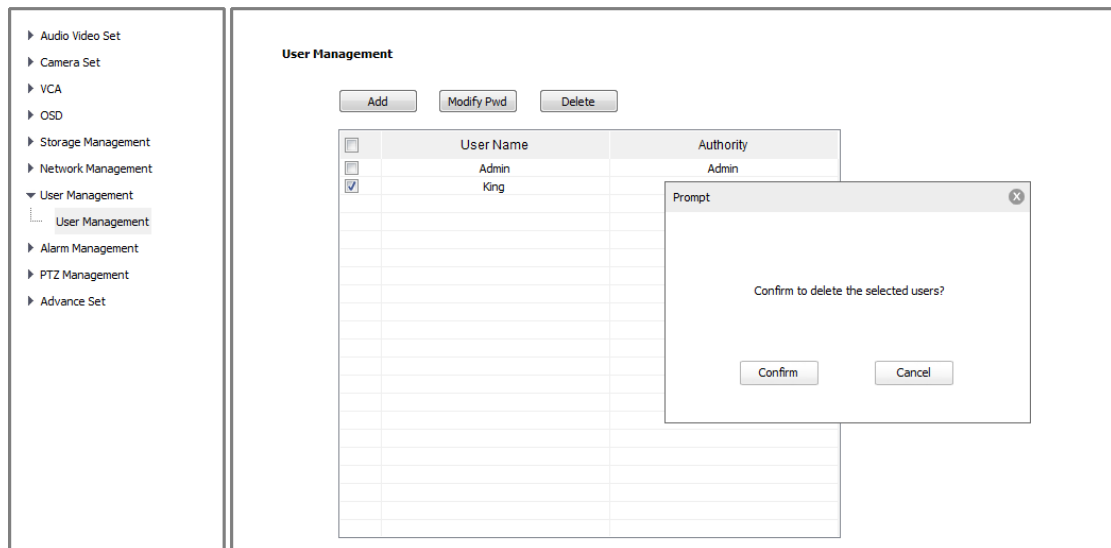 Audio Video Set
Camera Set
VCA
OSD
Storage Management
Network Management
User Management
User Management
Alarm Management
PTZ Management
Advance Set
User Management
Add Modify Pwd Delete
User Name Authority
Admin Admin
King
Prompt
Confirm to delete the selected users?
Confirm Cancel